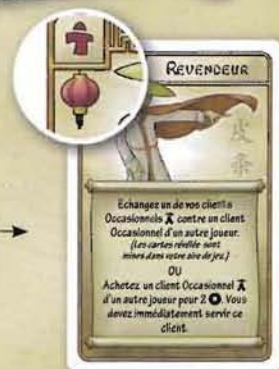 REVENDEUR
Echangez un de vos clients
Occasionnels contre un client
Occasionnel d'un autre joueur.
(Les cartes révélée sont
mines dans votre aire de jeu.)
OU
Achetez un client Occasionnel
d'un autre joueur pour 2. Vous
devez immédiatement servir ce
client.